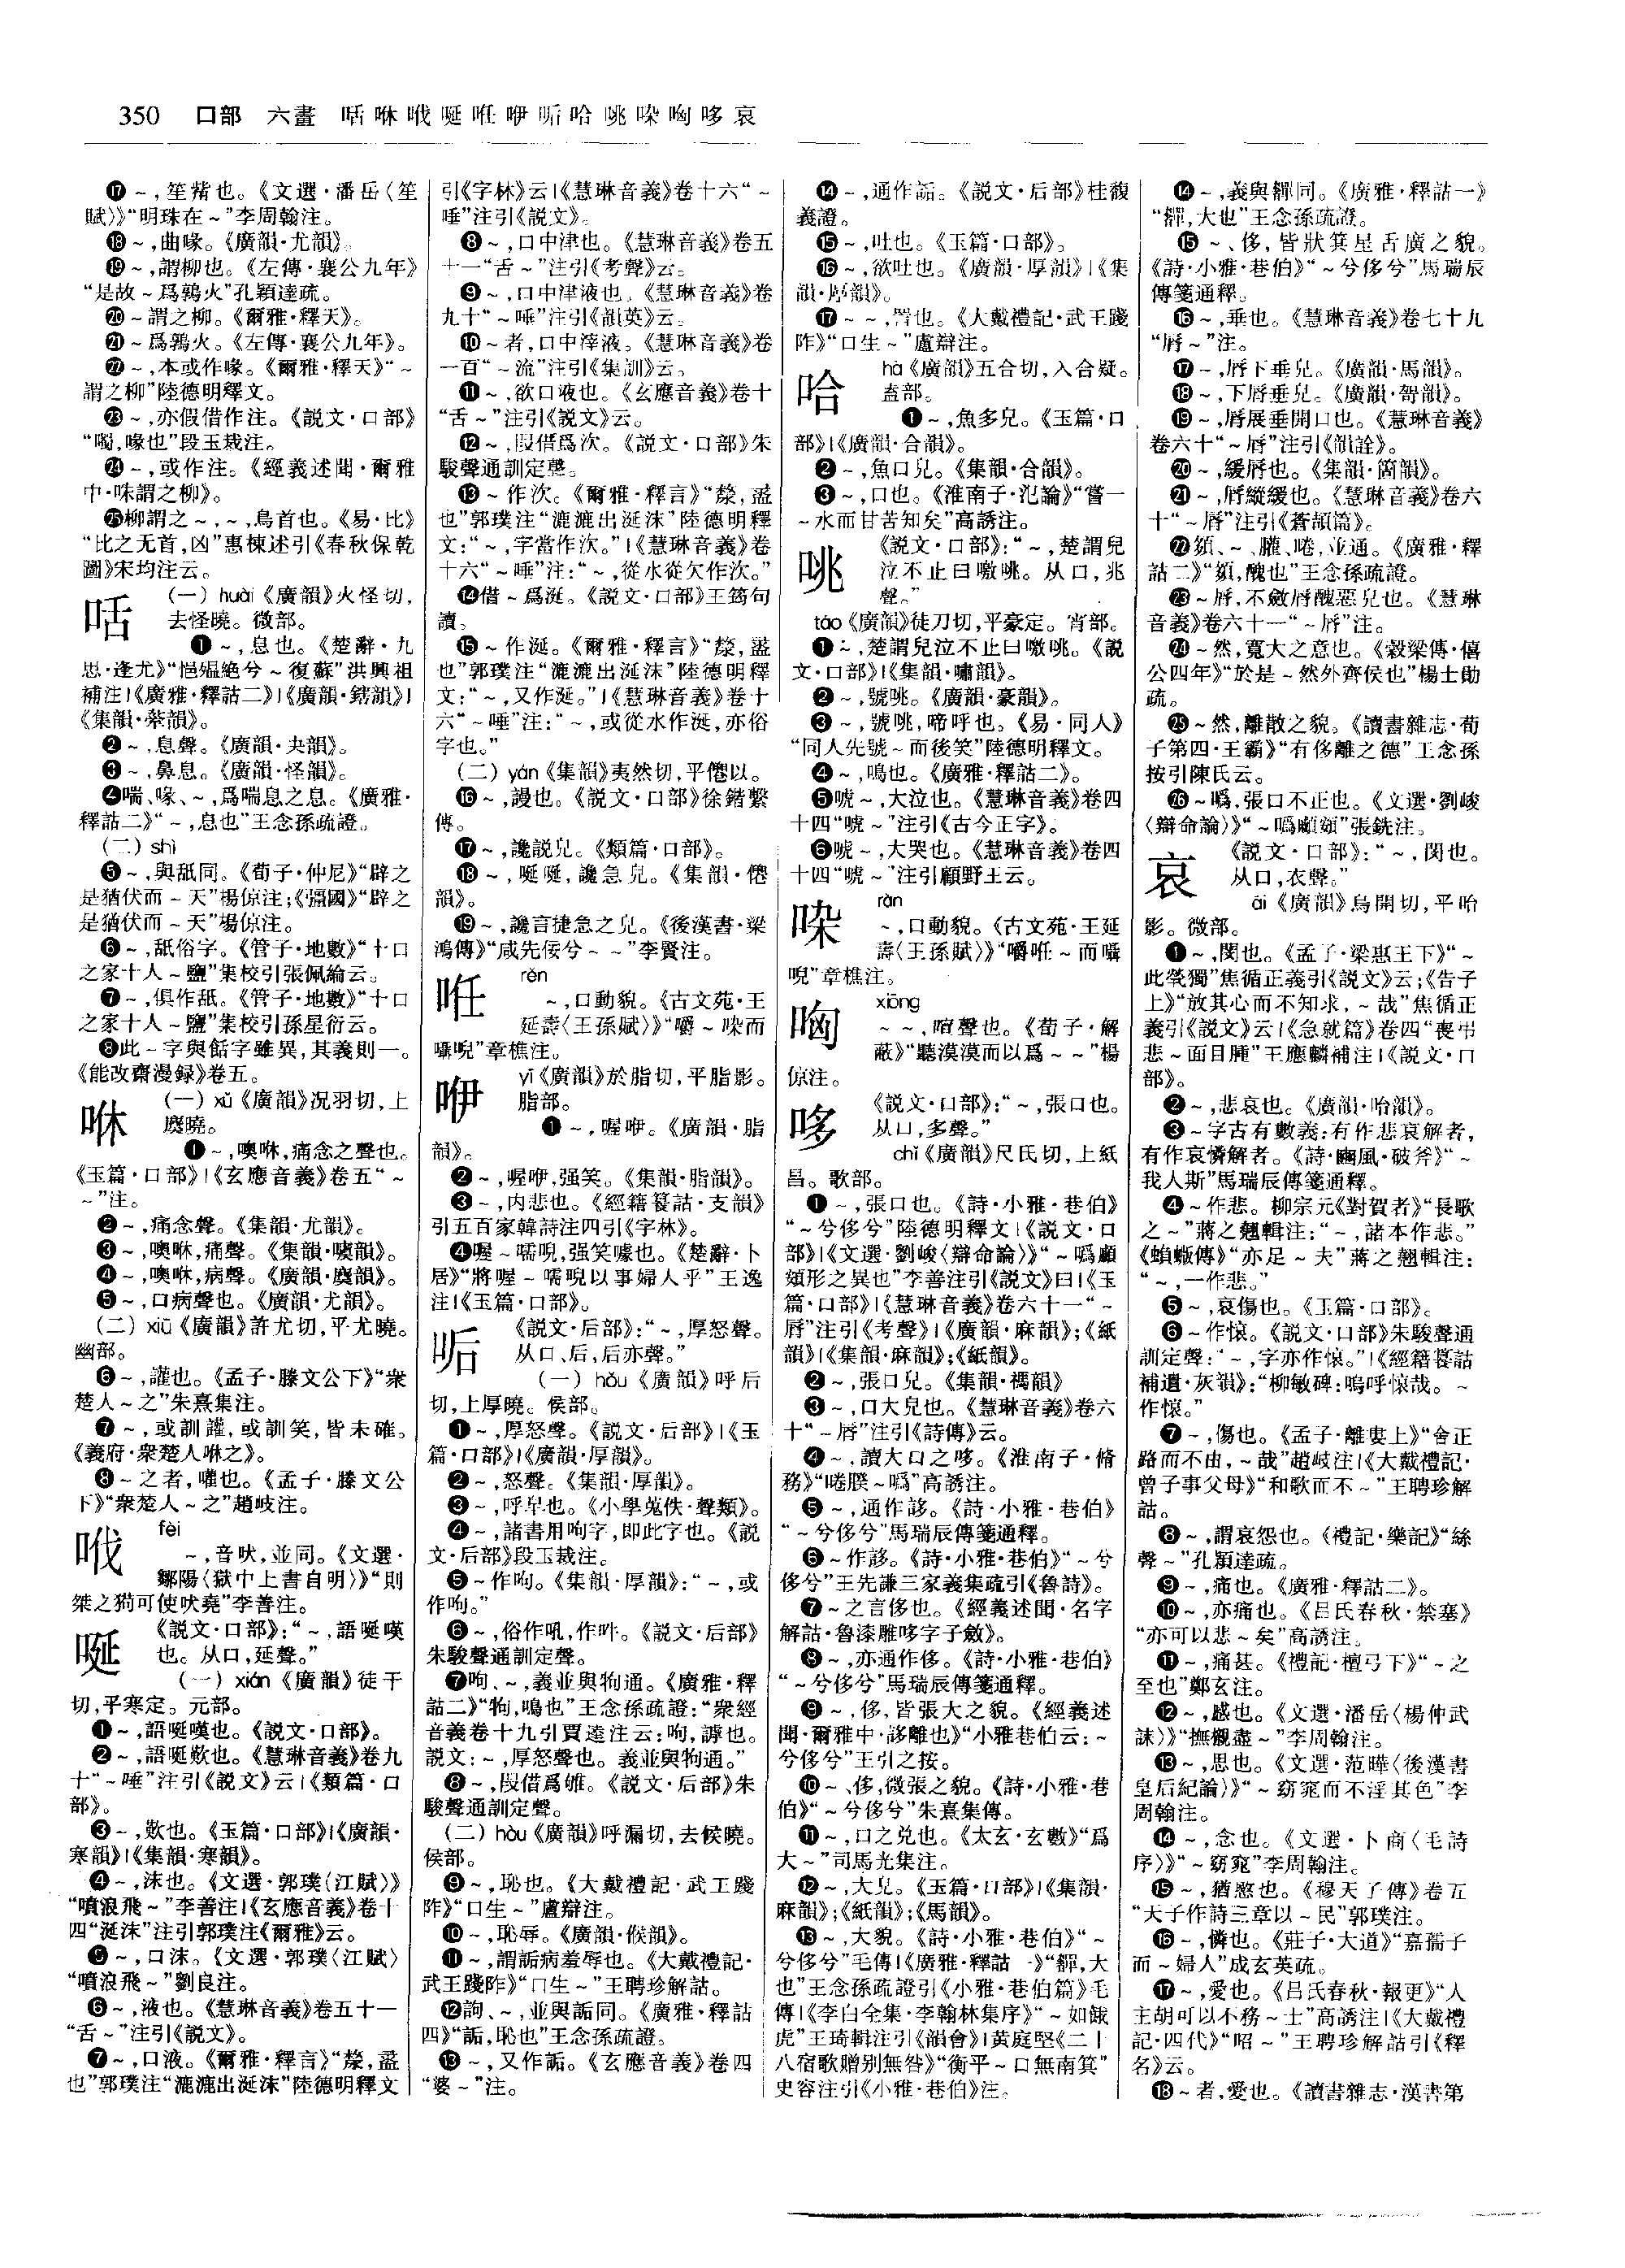 350 口部 六畫 咶咻哦唌哐咿㖃哈咷㖤哅哆哀
⓱～,笙觜也。《文選·潘岳〈笙
賦〉》“明珠在～”李周翰注。
⓲～,曲喙。《廣韻·尤韻》。
⓳～,謂柳也。《左傳·襄公九年》
“是故～爲鶉火”孔穎達疏。
⓴～謂之柳。《爾雅·釋天》。
㉑～爲鶉火。《左傳·襄公九年》。
㉒～,本或作喙。《爾雅·釋天》“～
謂之柳”陸德明釋文。
㉓～,亦假借作注。《説文·口部》
“噣,喙也”段玉裁注。
㉔～,或作注。《經義述聞·爾雅
中·咮謂之柳》。
㉕柳謂之～,～,鳥首也。《易·比》
“比之无首,凶”惠棟述引《春秋保乾
圖》宋均注云。
咶 (一) huài《廣韻》火怪切,
去怪曉。微部。
❶～,息也。《楚辭·九
思·逢尤》“悒殟絶兮～復蘇”洪興祖
補注|《廣雅·釋詁二》|《廣韻·鎋韻》|
《集韻·夬韻》。
❷～,息聲。《廣韻·夬韻》。
❸～,鼻息。《廣韻·怪韻》。
❹喘、喙、～,爲喘息之息。《廣雅·
釋詁二》“～,息也”王念孫疏證。
(二) shì
❺～,與舐同。《荀子·仲尼》“辟之
是猶伏而～天”楊倞注;《彊國》“辟之
是猶伏而～天”楊倞注。
❻～,舐俗字。《管子·地數》“十口
之家十人～鹽”集校引張佩綸云。
❼～,俱作舐。《管子·地數》“十口
之家十人～鹽”集校引孫星衍云。
❽此～字與䑛字雖異,其義則一。
《能改齋漫録》卷五。
咻 (一) xǔ《廣韻》況羽切,上
麌曉。
❶～,噢咻,痛念之聲也。
《玉篇·口部》|《玄應音義》卷五“～
～”注。
❷～,痛念聲。《集韻·尤韻》。
❸～,噢咻,痛聲。《集韻·噳韻》。
❹～,噢咻,病聲。《廣韻·麌韻》。
❺～,口病聲也。《廣韻·尤韻》。
(二) xiū《廣韻》許尤切,平尤曉。
幽部。
❻～,讙也。《孟子·滕文公下》“衆
楚人～之”朱熹集注。
❼～,或訓讙,或訓笑,皆未確。
《義府·衆楚人咻之》。
❽～之者,嚾也。《孟子·滕文公
下》“衆楚人～之”趙岐注。
㕹 fèi
～,音吠,並同。《文選·
鄒陽〈獄中上書自明〉》“則
桀之猗可使吠堯”李善注。
唌 《説文·口部》:“～,語唌嘆
也。从口,延聲。”
(一) xián《廣韻》徒干
切,平寒定。元部。
❶～,語唌嘆也。《説文·口部》。
❷～,語唌歎也。《慧琳音義》卷九
十“～唾”注引《説文》云|《類篇·口
部》。
❸～,歎也。《玉篇·口部》|《廣韻·
寒韻》|《集韻·寒韻》。
❹～,沫也。《文選·郭璞〈江賦〉》
“噴浪飛～”李善注|《玄應音義》卷十
四“涎沫”注引郭璞注《爾雅》云。
❺～,口沫。《文選·郭璞〈江賦〉
“噴浪飛～”劉良注。
❻～,液也。《慧琳音義》卷五十一
“舌～”注引《説文》。
❼～,口液。《爾雅·釋言》“漦,盝
也”郭璞注“漉漉出涎沫”陸德明釋文
引《字林》云|《慧琳音義》卷十六“～
唾”注引《説文》。
❽～,口中津也。《慧琳音義》卷五
十一“舌～”注引《考聲》云。
❾～,口中津液也。《慧琳音義》卷
九十“～唾”注引《韻英》云。
❿～者,口中滓液。《慧琳音義》卷
一百“～流”注引《集訓》云。
⓫～,欲口液也。《玄應音義》卷十
“舌～”注引《説文》云。
⓬～,叚借爲次。《説文·口部》朱
駿聲通訓定聲。
⓭～作次。《爾雅·釋言》“漦,盝
也”郭璞注“漉漉出涎沫”陸德明釋
文:“～,字當作次。”|《慧琳音義》卷
十六“～唾”注:“～,從水從欠作次。”
⓮借～爲涎。《説文·口部》王筠句
讀。
⓯～作涎。《爾雅·釋言》“漦,盝
也”郭璞注“漉漉出涎沫”陸德明釋
文:“～,又作涎。”|《慧琳音義》卷十
六“～唾”注:“～,或從水作涎,亦俗
字也。”
(二) yán《集韻》夷然切,平僊以。
⓰～,謾也。《説文·口部》徐鍇繫
傳。
⓱～,讒説皃。《類篇·口部》。
⓲～,唌唌,讒急皃。《集韻·僊
韻》。
⓳～,讒言捷急之皃。《後漢書·梁
鴻傳》“咸先佞兮～～”李賢注。
㖕 rěn
～,口動貌。《古文苑·王
延壽〈王孫賦〉》“嚼～㖤而
囁唲”章樵注。
咿 yī《廣韻》於脂切,平脂影。
脂部。
❶～,喔咿。《廣韻·脂
韻》。
❷～,喔咿,强笑。《集韻·脂韻》。
❸～,内悲也。《經籍籑詁·支韻》
引五百家韓詩注四引《字林》。
❹喔～嚅唲,强笑噱也。《楚辭·卜
居》“將喔～嚅唲以事婦人乎”王逸
注|《玉篇·口部》。
㖃 《説文·后部》:“～,厚怒聲。
从口、后,后亦聲。”
(一) hǒu《廣韻》呼后
切,上厚曉。侯部。
❶～,厚怒聲。《説文·后部》|《玉
篇·口部》|《廣韻·厚韻》。
❷～,怒聲。《集韻·厚韻》。
❸～,呼皁也。《小學蒐佚·聲類》。
❹～,諸書用呴字,即此字也。《説
文·后部》段玉裁注。
❺～作呴。《集韻·厚韻》:“～,或
作呴。”
❻～,俗作吼,作吽。《説文·后部》
朱駿聲通訓定聲。
❼呴、～,義並與㸸通。《廣雅·釋
詁二》“㸸,鳴也”王念孫疏證:“衆經
音義卷十九引賈逵注云:呴,謼也。
説文:～,厚怒聲也。義並與㸸通。”
❽～,叚借爲雊。《説文·后部》朱
駿聲通訓定聲。
(二) hòu《廣韻》呼漏切,去候曉。
侯部。
❾～,恥也。《大戴禮記·武王踐
阼》“口生～”盧辯注。
❿～,恥辱。《廣韻·候韻》。
⓫～,謂詬病羞辱也。《大戴禮記·
武王踐阼》“口生～”王聘珍解詁。
⓬訽、～,並與詬同。《廣雅·釋詁
四》“詬,恥也”王念孫疏證。
⓭～,又作詬。《玄應音義》卷四
“婆～”注。
⓮～,通作詬。《説文·后部》桂馥
義證。
⓯～,吐也。《玉篇·口部》。
⓰～,欲吐也。《廣韻·厚韻》|《集
韻·厚韻》。
⓱～～,詈也。《大戴禮記·武王踐
阼》“口生～”盧辯注。
哈 hà《廣韻》五合切,入合疑。
盍部。
❶～,魚多皃。《玉篇·口
部》|《廣韻·合韻》。
❷～,魚口皃。《集韻·合韻》。
❸～,口也。《淮南子·氾論》“嘗一
～水而甘苦知矣”高誘注。
咷 《説文·口部》:“～,楚謂兒
泣不止曰噭咷。从口,兆
聲。”
táo《廣韻》徒刀切,平豪定。宵部。
❶～,楚謂兒泣不止曰噭咷。《説
文·口部》|《集韻·嘯韻》。
❷～,號咷。《廣韻·豪韻》。
❸～,號咷,啼呼也。《易·同人》
“同人先號～而後笑”陸德明釋文。
❹～,鳴也。《廣雅·釋詁二》。
❺唬～,大泣也。《慧琳音義》卷四
十四“唬～”注引《古今正字》。
❻唬～,大哭也。《慧琳音義》卷四
十四“唬～”注引顧野王云。
㖤 ràn
～,口動貌。《古文苑·王延
壽〈王孫賦〉》“嚼㖕～而囁
唲”章樵注。
哅 xiōng
～～,喧聲也。《荀子·解
蔽》“聽漠漠而以爲～～”楊
倞注。
哆 《説文·口部》:“～,張口也。
从口,多聲。”
chǐ《廣韻》尺氏切,上紙
昌。歌部。
❶～,張口也。《詩·小雅·巷伯》
“～兮侈兮”陸德明釋文|《説文·口
部》|《文選·劉峻〈辯命論〉》“～噅顱
頞形之異也”李善注引《説文》曰|《玉
篇·口部》|《慧琳音義》卷六十一“～
脣”注引《考聲》|《廣韻·麻韻》;《紙
韻》|《集韻·麻韻》;《紙韻》。
❷～,張口皃。《集韻·禡韻》
❸～,口大皃也。《慧琳音義》卷六
十“～脣”注引《詩傳》云。
❹～,讀大口之哆。《淮南子·脩
務》“啳䐏～噅”高誘注。
❺～,通作誃。《詩·小雅·巷伯》
“～兮侈兮”馬瑞辰傳箋通釋。
❻～作誃。《詩·小雅·巷伯》“～兮
侈兮”王先謙三家義集疏引《魯詩》。
❼～之言侈也。《經義述聞·名字
解詁·魯漆雕哆字子斂》。
❽～,亦通作侈。《詩·小雅·巷伯》
“～兮侈兮”馬瑞辰傳箋通釋。
❾～,侈,皆張大之貌。《經義述
聞·爾雅中·誃離也》“小雅巷伯云:～
兮侈兮”王引之按。
❿～、侈,微張之貌。《詩·小雅·巷
伯》“～兮侈兮”朱熹集傳。
⓫～,口之兑也。《太玄·玄數》“爲
大～”司馬光集注。
⓬～,大皃。《玉篇·口部》|《集韻·
麻韻》;《紙韻》;《馬韻》。
⓭～,大貌。《詩·小雅·巷伯》“～
兮侈兮”毛傳|《廣雅·釋詁一》“奲,大
也”王念孫疏證引《小雅·巷伯篇》毛
傳|《李白全集·李翰林集序》“～如餓
虎”王琦輯注引《韻會》|黄庭堅《二十
八宿歌贈别無咎》“衡平～口無南箕”
史容注引《小雅·巷伯》注。
⓮～,義與奲同。《廣雅·釋詁一》
“奲,大也”王念孫疏證。
⓯～、侈,皆狀箕星舌廣之貌。
《詩·小雅·巷伯》“～兮侈兮”馬瑞辰
傳箋通釋。
⓰～,垂也。《慧琳音義》卷七十九
“脣～”注。
⓱～,脣下垂皃。《廣韻·馬韻》。
⓲～,下脣垂皃。《廣韻·哿韻》。
⓳～,脣展垂開口也。《慧琳音義》
卷六十“～脣”注引《韻詮》。
⓴～,緩脣也。《集韻·箇韻》。
㉑～,脣緩緩也。《慧琳音義》卷六
十“～脣”注引《蒼頡篇》。
㉒䫂、～、䐏、啳,並通。《廣雅·釋
詁二》“䫂,醜也”王念孫疏證。
㉓～脣,不斂脣醜惡皃也。《慧琳
音義》卷六十一“～脣”注。
㉔～然,寬大之意也。《穀梁傳·僖
公四年》“於是～然外齊侯也”楊士勛
疏。
㉕～然,離散之貌。《讀書雜志·荀
子第四·王霸》“有侈離之德”王念孫
按引陳氏云。
㉖～噅,張口不正也。《文選·劉峻
〈辯命論〉》“～噅顱頞”張銑注。
哀 《説文·口部》:“～,閔也。
从口,衣聲。”
āi《廣韻》烏開切,平咍
影。微部。
❶～,閔也。《孟子·梁惠王下》“～
此煢獨”焦循正義引《説文》云;《告子
上》“放其心而不知求,～哉”焦循正
義引《説文》云|《急就篇》卷四“喪弔
悲～面目腫”王應麟補注|《説文·口
部》。
❷～,悲哀也。《廣韻·咍韻》。
❸～字古有數義:有作悲哀解者,
有作哀憐解者。《詩·豳風·破斧》“～
我人斯”馬瑞辰傳箋通釋。
❹～作悲。柳宗元《對賀者》“長歌
之～”蔣之翹輯注:“～,諸本作悲。”
《蝜蝂傳》“亦足～夫”蔣之翹輯注:
“～,一作悲。”
❺～,哀傷也。《玉篇·口部》。
❻～作㥋。《説文·口部》朱駿聲通
訓定聲:“～,字亦作㥋。”|《經籍籑詁
補遺·灰韻》:“柳敏碑:嗚呼㥋哉。～
作㥋。”
❼～,傷也。《孟子·離婁上》“舍正
路而不由,～哉”趙岐注|《大戴禮記·
曾子事父母》“和歌而不～”王聘珍解
詁。
❽～,謂哀怨也。《禮記·樂記》“絲
聲～”孔穎達疏。
❾～,痛也。《廣雅·釋詁二》。
❿～,亦痛也。《吕氏春秋·禁塞》
“亦可以悲～矣”高誘注。
⓫～,痛甚。《禮記·檀弓下》“～之
至也”鄭玄注。
⓬～,慼也。《文選·潘岳〈楊仲武
誄〉》“撫櫬盡～”李周翰注。
⓭～,思也。《文選·范曄〈後漢書
皇后紀論〉》“～窈窕而不淫其色”李
周翰注。
⓮～,念也。《文選·卜商〈毛詩
序〉》“～窈窕”李周翰注。
⓯～,猶愍也。《穆天子傳》卷五
“天子作詩三章以～民”郭璞注。
⓰～,憐也。《莊子·天道》“嘉孺子
而～婦人”成玄英疏。
⓱～,愛也。《吕氏春秋·報更》“人
主胡可以不務～士”高誘注|《大戴禮
記·四代》“昭～”王聘珍解詁引《釋
名》云。
⓲～者,愛也。《讀書雜志·漢書第